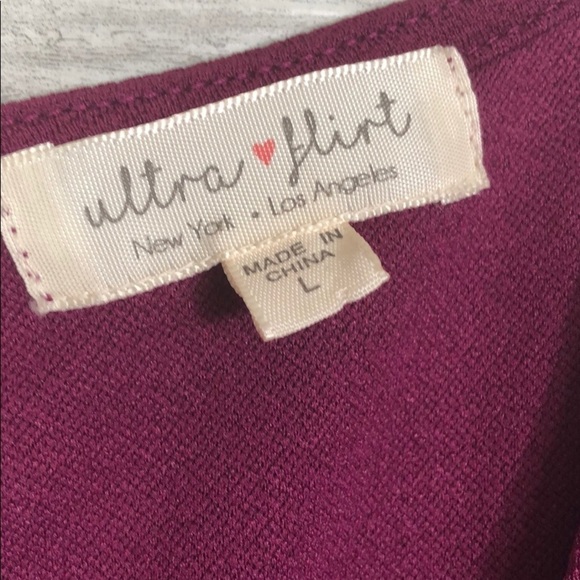 ultra ♥ flirt
New York • Los Angeles
MADE IN
CHINA
L